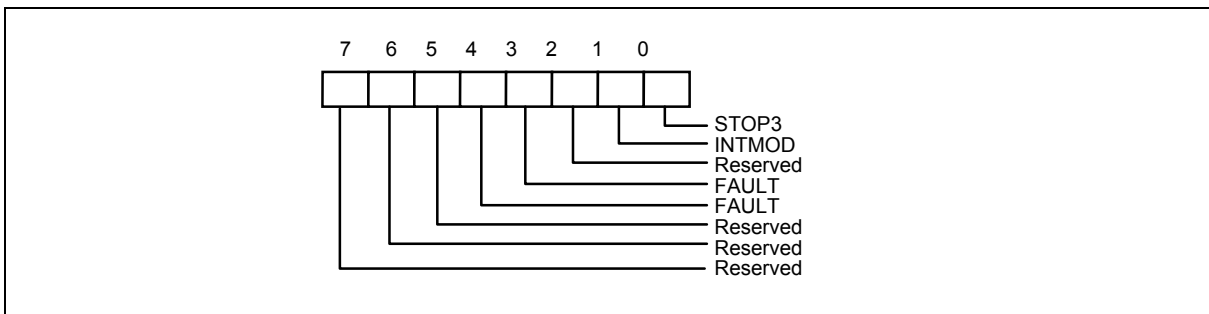 7 6 5 4 3 2 1 0
STOP3
INTMOD
Reserved
FAULT
FAULT
Reserved
Reserved
Reserved